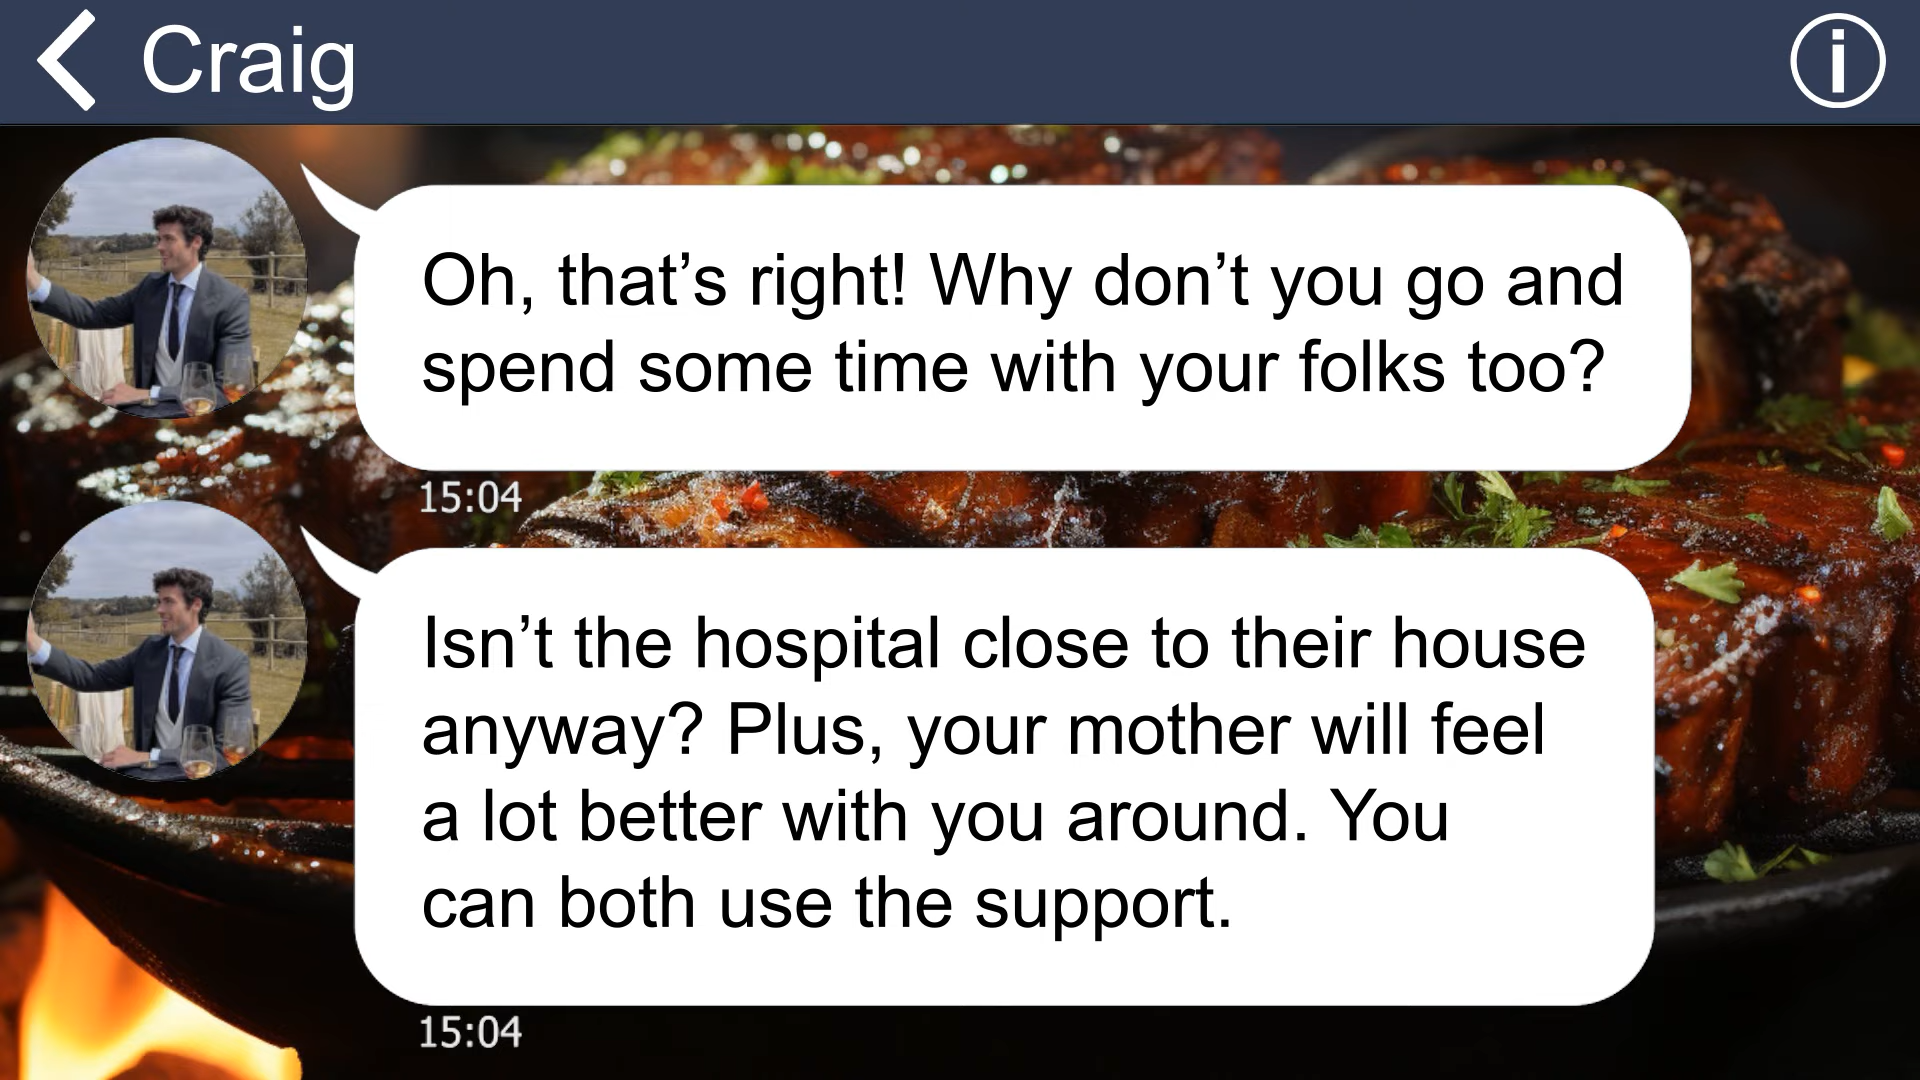 Craig
Oh, that’s right! Why don’t you go and
spend some time with your folks too?
15:04
Isn’t the hospital close to their house
anyway? Plus, your mother will feel
a lot better with you around. You
can both use the support.
15:04